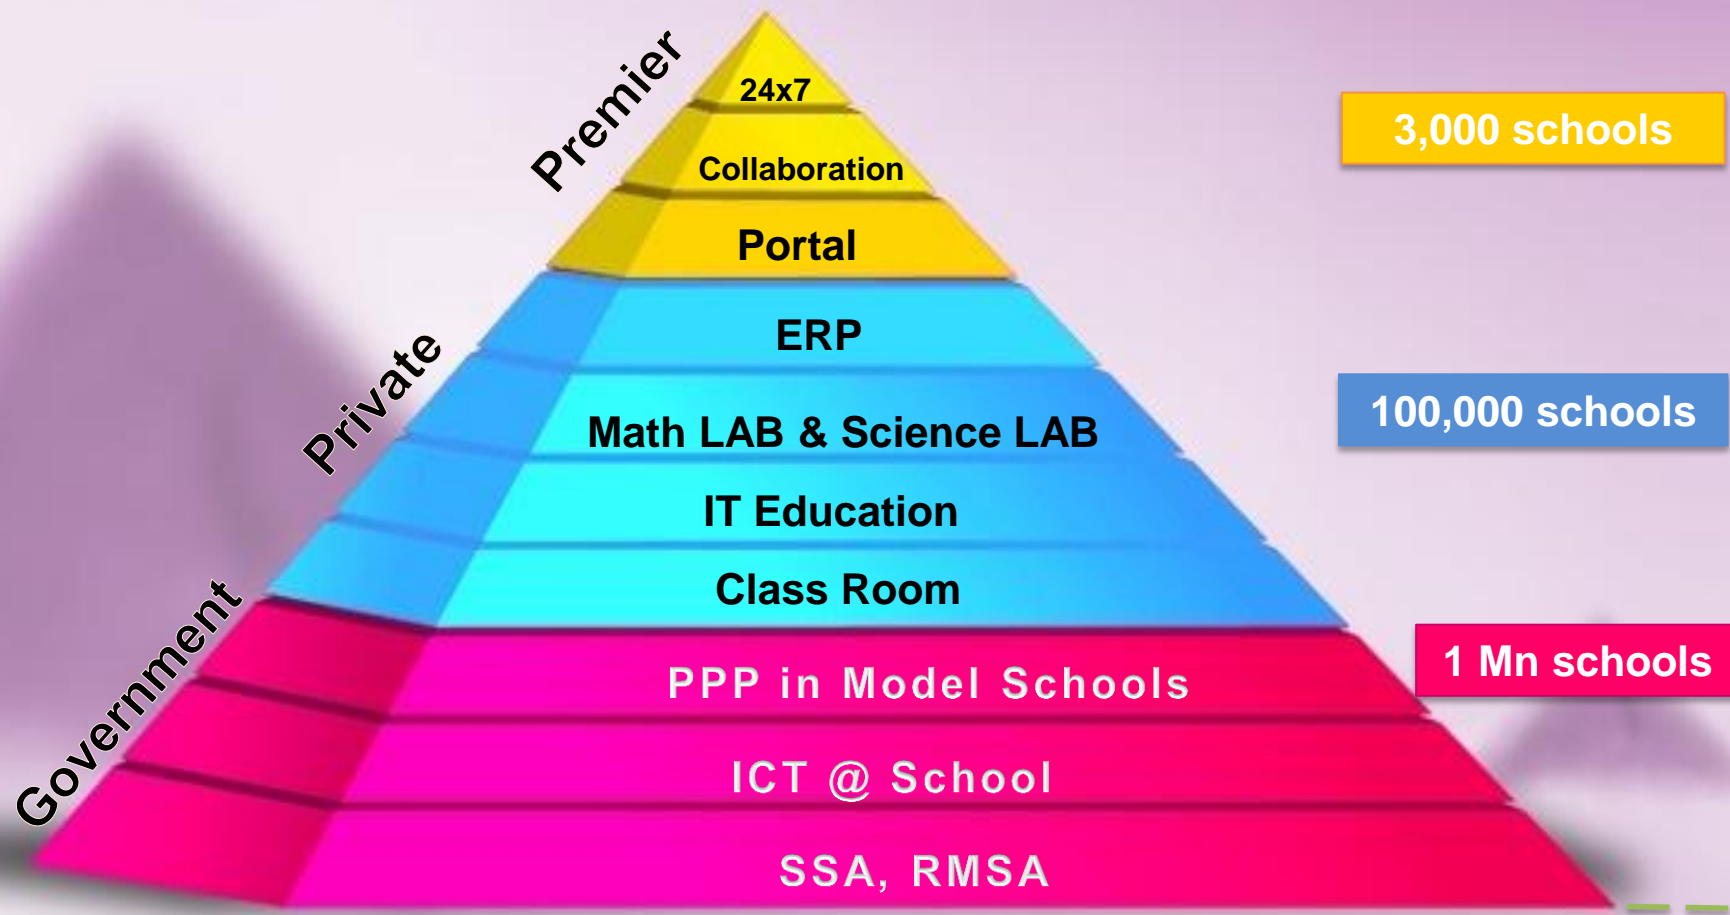 Premier
24x7
3,000 schools
Collaboration
Portal
Private
ERP
100,000 schools
Math LAB & Science LAB
IT Education
Class Room
Government
PPP in Model Schools
1 Mn schools
ICT @ School
SSA, RMSA